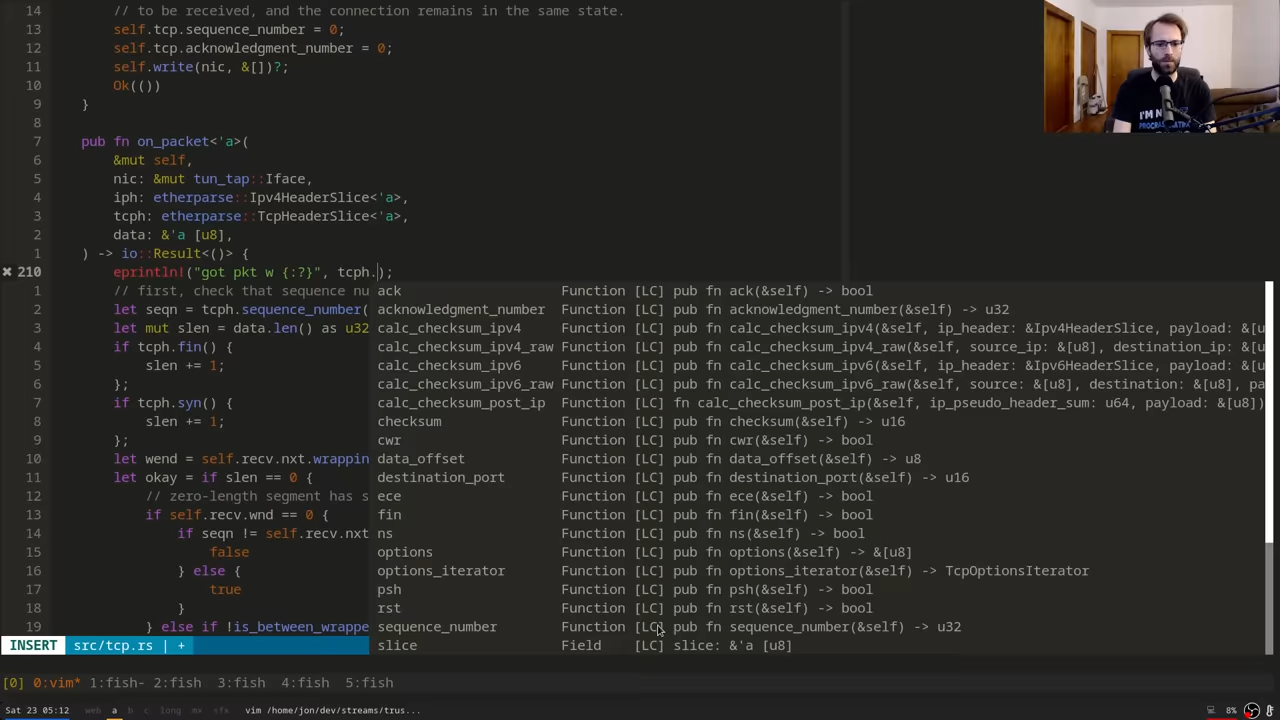 14 // to be received, and the connection remains in the same state.
13 self.tcp.sequence_number = 0;
12 self.tcp.acknowledgment_number = 0;
11 self.write(nic, &[])?;
10 Ok(())
9 }
8
7 pub fn on_packet<'a>(
6 &mut self,
5 nic: &mut tun_tap::Iface,
4 iph: etherparse::Ipv4HeaderSlice<'a>,
3 tcph: etherparse::TcpHeaderSlice<'a>,
2 data: &'a [u8],
1 ) -> io::Result<()> {
✖ 210 eprintln!("got pkt w {:?}", tcph.);
1 // first, check that sequence nu ack Function [LC] pub fn ack(&self) -> bool
2 let seqn = tcph.sequence_number( acknowledgment_number Function [LC] pub fn acknowledgment_number(&self) -> u32
3 let mut slen = data.len() as u32 calc_checksum_ipv4 Function [LC] pub fn calc_checksum_ipv4(&self, ip_header: &Ipv4HeaderSlice, payload: &[u
4 if tcph.fin() { calc_checksum_ipv4_raw Function [LC] pub fn calc_checksum_ipv4_raw(&self, source_ip: &[u8], destination_ip: &[u8
5 slen += 1; calc_checksum_ipv6 Function [LC] pub fn calc_checksum_ipv6(&self, ip_header: &Ipv6HeaderSlice, payload: &[u8
6 }; calc_checksum_ipv6_raw Function [LC] pub fn calc_checksum_ipv6_raw(&self, source: &[u8], destination: &[u8], pa
7 if tcph.syn() { calc_checksum_post_ip Function [LC] fn calc_checksum_post_ip(&self, ip_pseudo_header_sum: u64, payload: &[u8])
8 slen += 1; checksum Function [LC] pub fn checksum(&self) -> u16
9 }; cwr Function [LC] pub fn cwr(&self) -> bool
10 let wend = self.recv.nxt.wrappin data_offset Function [LC] pub fn data_offset(&self) -> u8
11 let okay = if slen == 0 { destination_port Function [LC] pub fn destination_port(&self) -> u16
12 // zero-length segment has s ece Function [LC] pub fn ece(&self) -> bool
13 if self.recv.wnd == 0 { fin Function [LC] pub fn fin(&self) -> bool
14 if seqn != self.recv.nxt ns Function [LC] pub fn ns(&self) -> bool
15 false options Function [LC] pub fn options(&self) -> &[u8]
16 } else { options_iterator Function [LC] pub fn options_iterator(&self) -> TcpOptionsIterator
17 true psh Function [LC] pub fn psh(&self) -> bool
18 } rst Function [LC] pub fn rst(&self) -> bool
19 } else if !is_between_wrappe sequence_number Function [LC] pub fn sequence_number(&self) -> u32
INSERT src/tcp.rs | + slice Field [LC] slice: &'a [u8]
[0] 0:vim* 1:fish- 2:fish 3:fish 4:fish 5:fish
Sat 23 05:12 web a b c long m× sfx vim /home/jon/dev/streams/trus... 8%
I'M NO